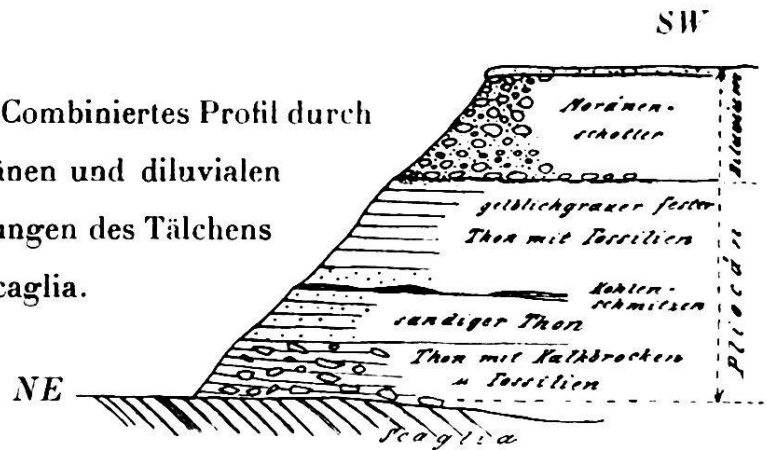 SW
Combiniertes Profil durch
änen und diluvialen
ungen des Tälchens
caglia.
Moränen-
schotter
Diluvium
gelblichgrauer fester
Thon mit Fossilien
Kohlen-
schmitzen
sandiger Thon
Pliocän
Thon mit Kalkbrocken
u Fossilien
NE
Scaglia